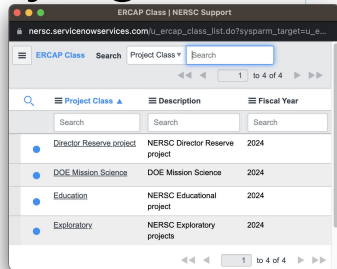 ERCAP Class | NERSC Support
nersc.servicenowservices.com/u_ercap_class_list.do?sysparm_target=u_e...
ERCAP Class Search Project Class ▾ Search
1 to 4 of 4
Project Class ▲ Description Fiscal Year
Search Search Search
Director Reserve project NERSC Director Reserve project 2024
DOE Mission Science DOE Mission Science 2024
Education NERSC Educational project 2024
Exploratory NERSC Exploratory projects 2024
1 to 4 of 4